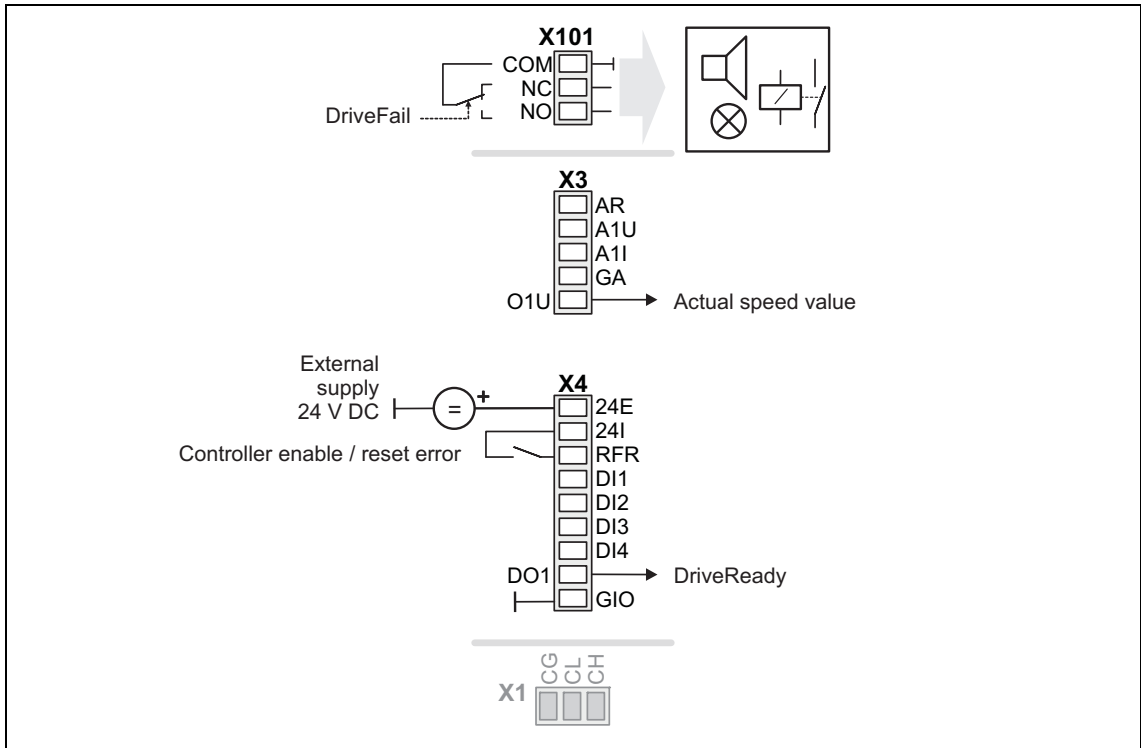 X101
COM
NC
DriveFail
NO
X3
AR
A1U
A1I
GA
O1U
Actual speed value
External
supply
24 V DC
=
+
X4
24E
24I
Controller enable / reset error
RFR
DI1
DI2
DI3
DI4
DO1
DriveReady
GIO
X1
CG
CL
CH